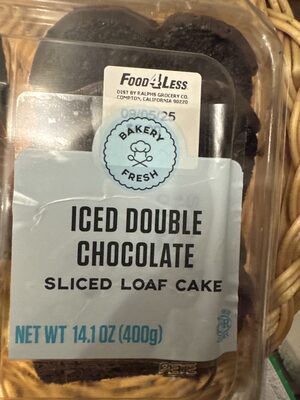 FOOD 4 LESS
DIST BY RALPHS GROCERY CO.
COMPTON, CALIFORNIA 90220
BAKERY
FRESH
ICED DOUBLE
CHOCOLATE
SLICED LOAF CAKE
NET WT 14.1 OZ (400g)